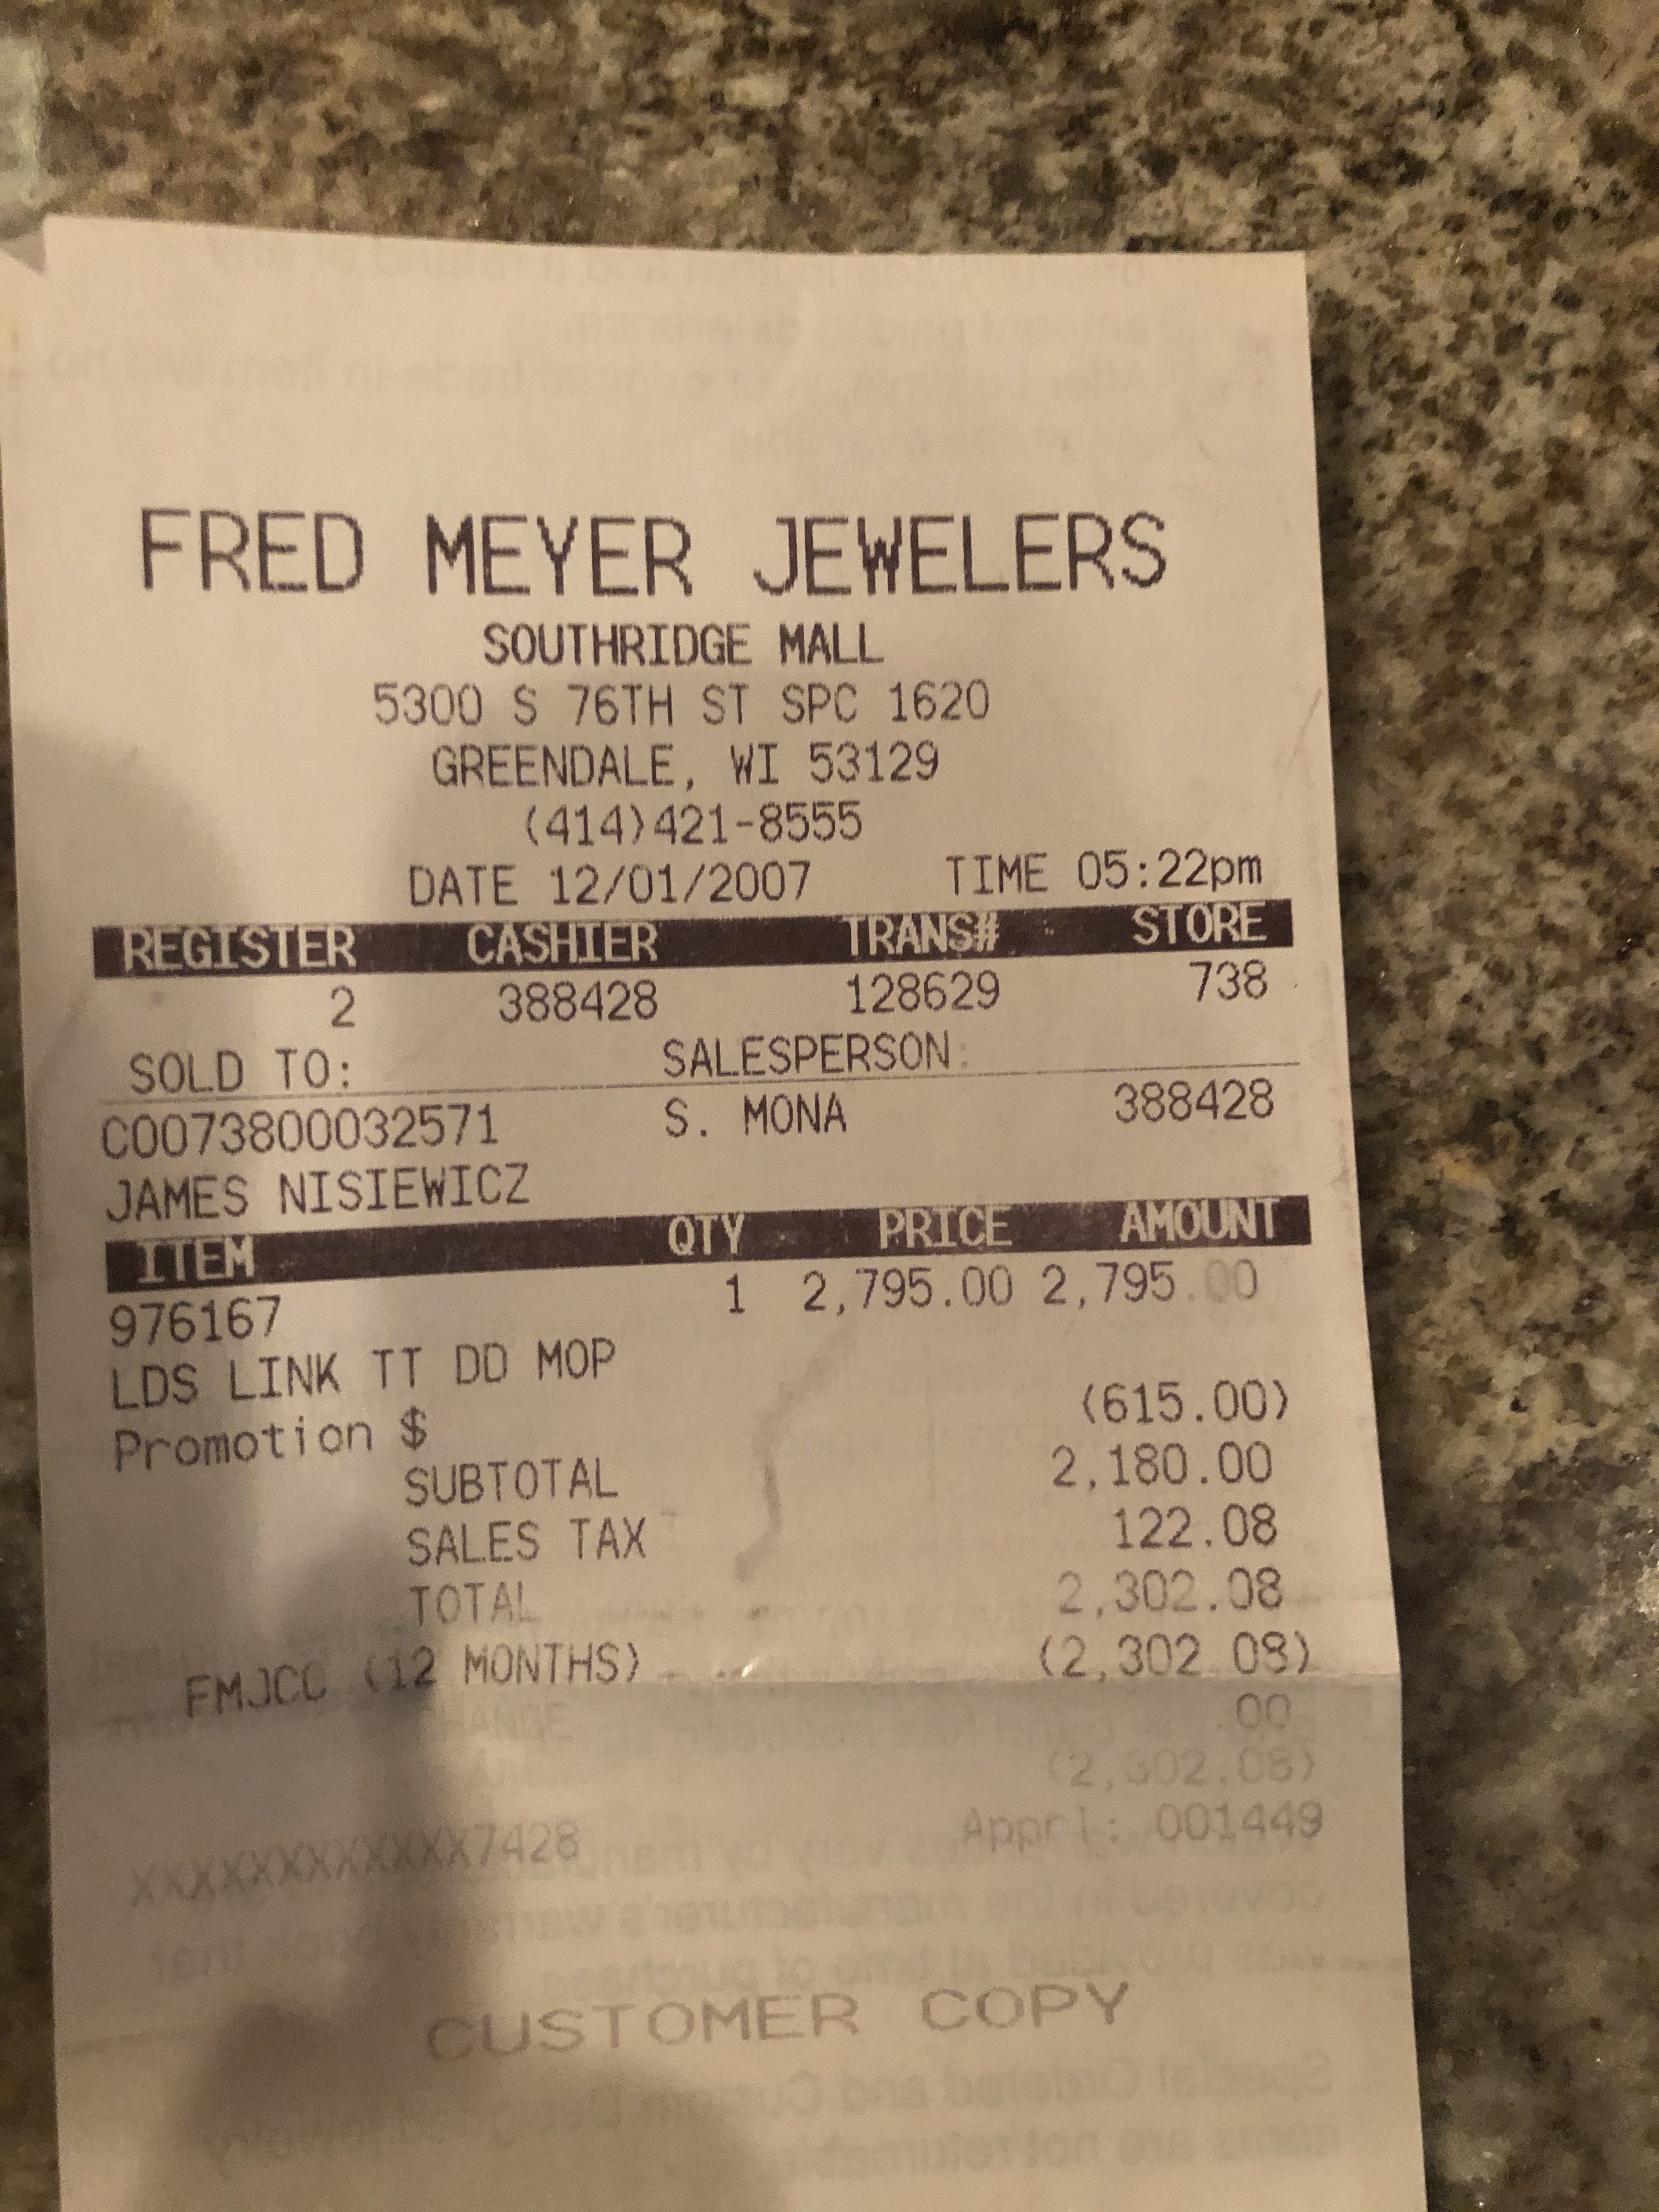 FRED MEYER JEWELERS
SOUTHRIDGE MALL
5300 S 76TH ST SPC 1620
GREENDALE, WI 53129
(414)421-8555
DATE 12/01/2007 TIME 05:22pm
REGISTER CASHIER TRANS# STORE
2 388428 128629 738
SOLD TO: SALESPERSON:
C0073800032571 S. MONA 388428
JAMES NISIEWICZ
ITEM QTY PRICE AMOUNT
976167 1 2,795.00 2,795.00
LDS LINK TT DD MOP
Promotion $ (615.00)
SUBTOTAL 2,180.00
SALES TAX 122.08
TOTAL 2,302.08
FMJCC (12 MONTHS) (2,302.08)
CHANGE .00
(2,302.08)
XXXXXXXXXXXX7428 Apprl: 001449
CUSTOMER COPY